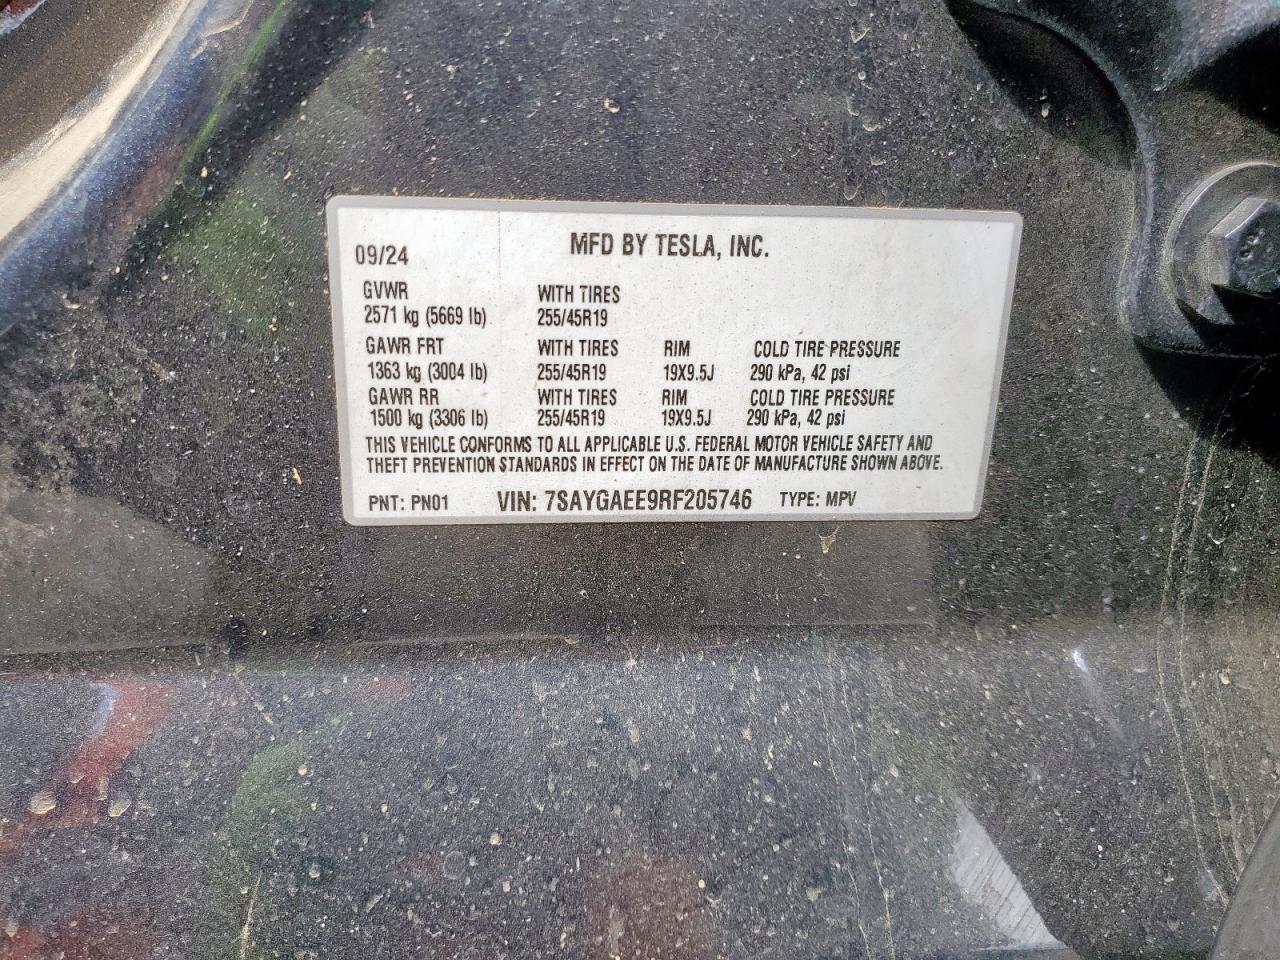 MFD BY TESLA, INC.
09/24
GVWR WITH TIRES
2571 kg (5669 lb) 255/45R19
GAWR FRT WITH TIRES RIM COLD TIRE PRESSURE
1363 kg (3004 lb) 255/45R19 19X9.5J 290 kPa, 42 psi
GAWR RR WITH TIRES RIM COLD TIRE PRESSURE
1500 kg (3306 lb) 255/45R19 19X9.5J 290 kPa, 42 psi
THIS VEHICLE CONFORMS TO ALL APPLICABLE U.S. FEDERAL MOTOR VEHICLE SAFETY AND
THEFT PREVENTION STANDARDS IN EFFECT ON THE DATE OF MANUFACTURE SHOWN ABOVE.
PNT: PN01 VIN: 7SAYGAEE9RF205746 TYPE: MPV